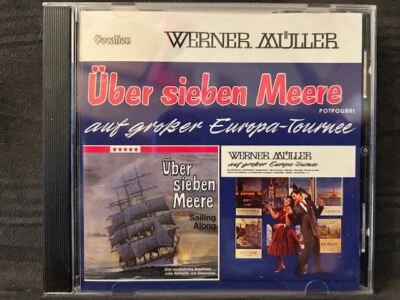 Vocalion
WERNER MÜLLER
Über sieben Meere
POTPOURRI
auf großer Europa-Tournee
Über
sieben
Meere
Sailing
Along
WERNER MÜLLER
auf großer Europa-Tournee